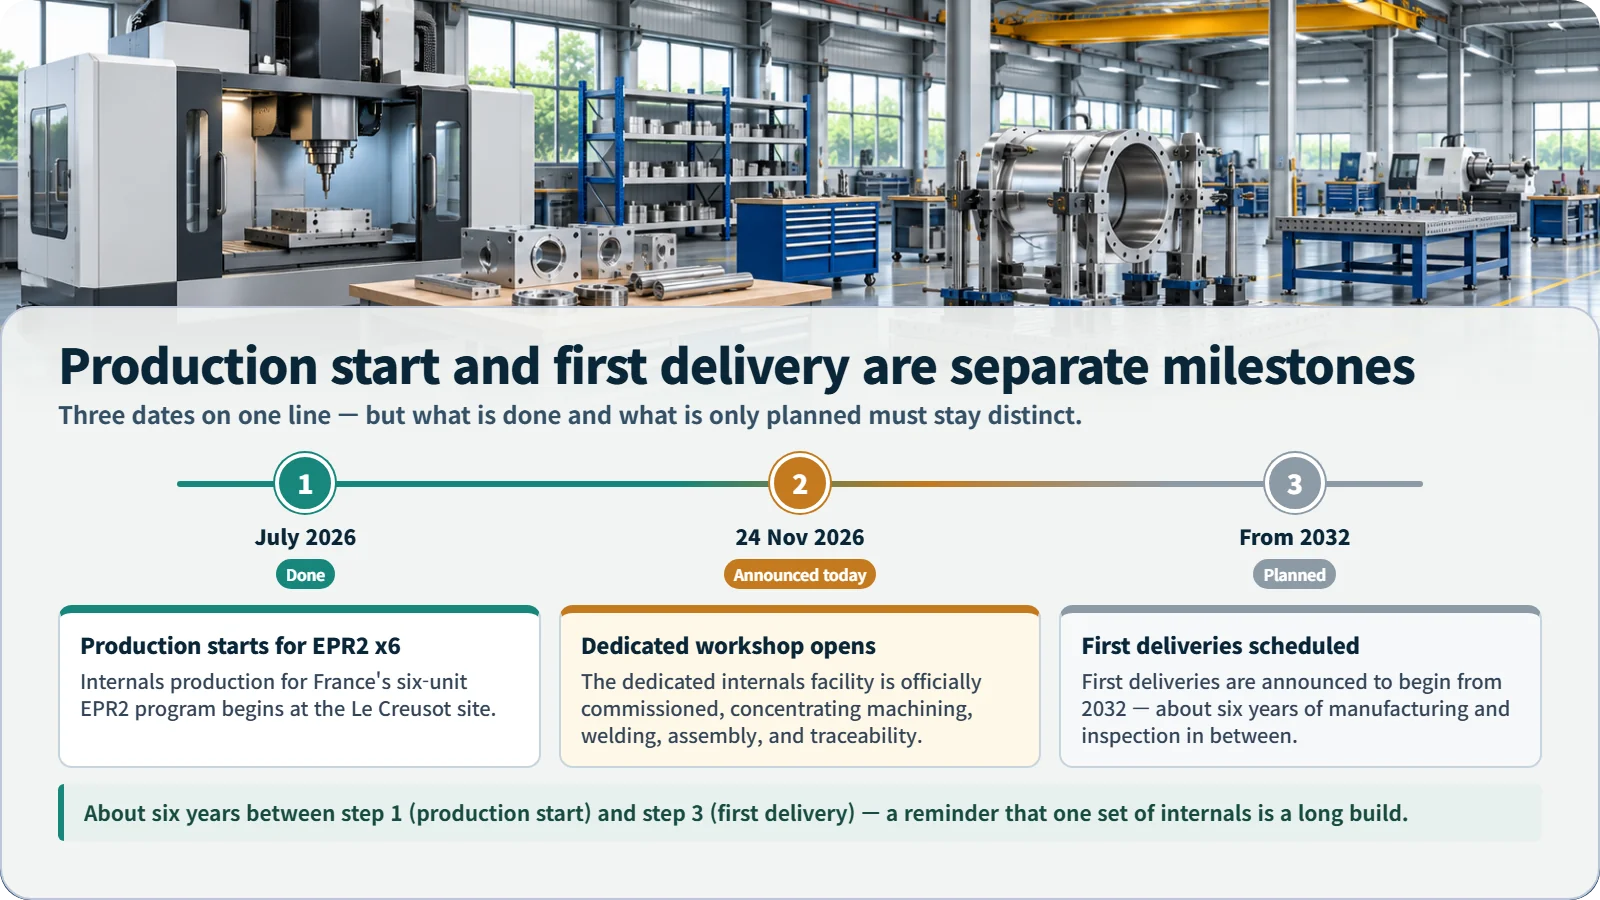 Production start and first delivery are separate milestones
Three dates on one line — but what is done and what is only planned must stay distinct.
1
July 2026
Done
2
24 Nov 2026
Announced today
3
From 2032
Planned
Production starts for EPR2 x6
Internals production for France's six-unit
EPR2 program begins at the Le Creusot site.
Dedicated workshop opens
The dedicated internals facility is officially
commissioned, concentrating machining,
welding, assembly, and traceability.
First deliveries scheduled
First deliveries are announced to begin from
2032 — about six years of manufacturing and
inspection in between.
About six years between step 1 (production start) and step 3 (first delivery) — a reminder that one set of internals is a long build.